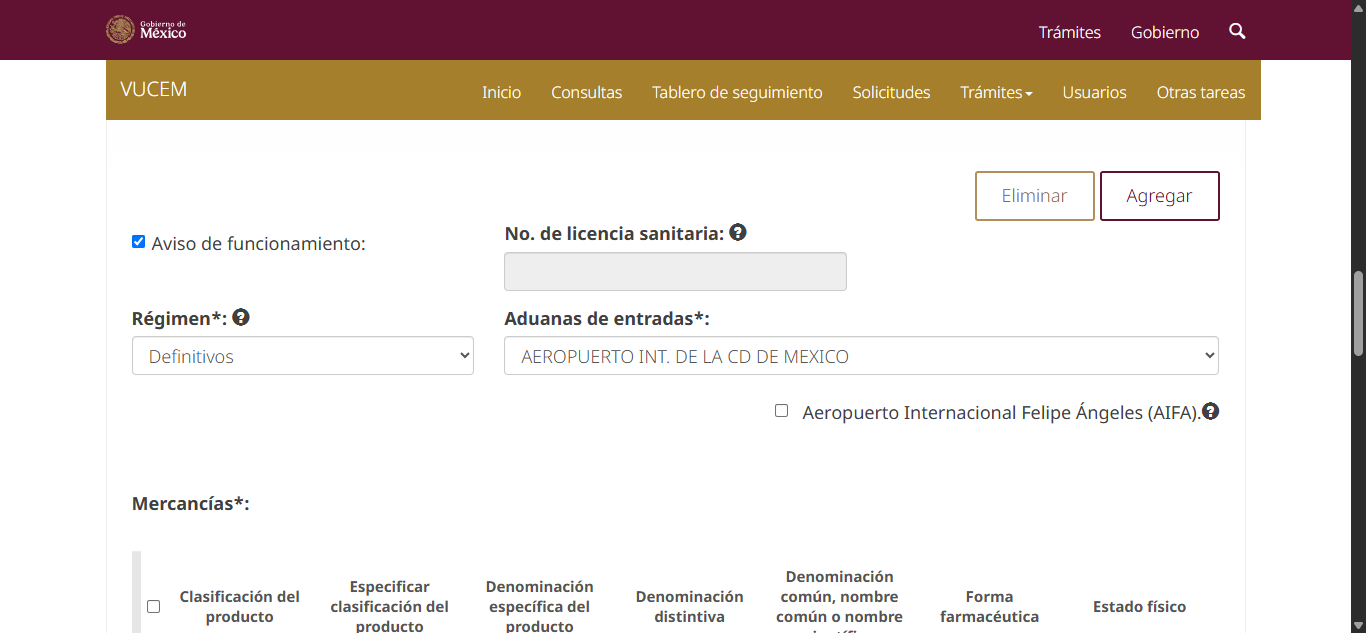 Gobierno de
México
Trámites
Gobierno
VUCEM
Inicio
Consultas
Tablero de seguimiento
Solicitudes
Trámites
Usuarios
Otras tareas
Eliminar
Agregar
Aviso de funcionamiento:
No. de licencia sanitaria:
Régimen*:
Definitivos
Aduanas de entradas*:
AEROPUERTO INT. DE LA CD DE MEXICO
Aeropuerto Internacional Felipe Ángeles (AIFA).
Mercancías*:
Clasificación del
producto
Especificar
clasificación del
producto
Denominación
específica del
producto
Denominación
distintiva
Denominación
común, nombre
común o nombre
Forma
farmacéutica
Estado físico